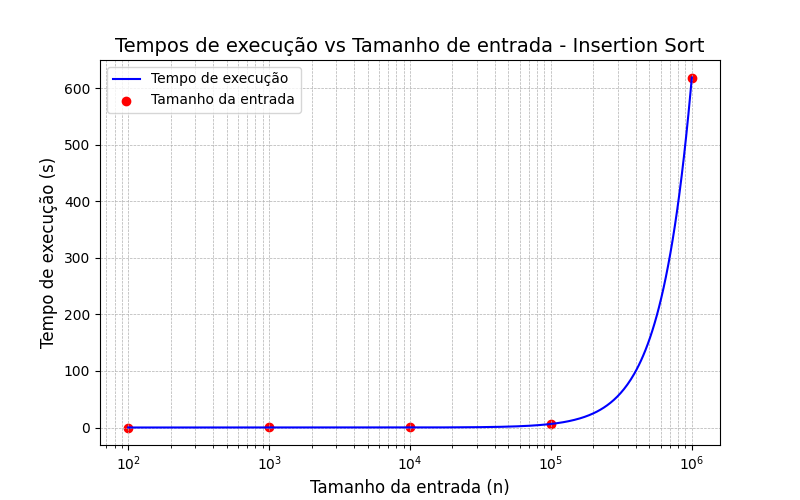 Tempos de execução vs Tamanho de entrada - Insertion Sort
Tempo de execução
Tamanho da entrada
Tempo de execução (s)
600
500
400
300
200
100
0
10²
10³
10⁴
10⁵
10⁶
Tamanho da entrada (n)